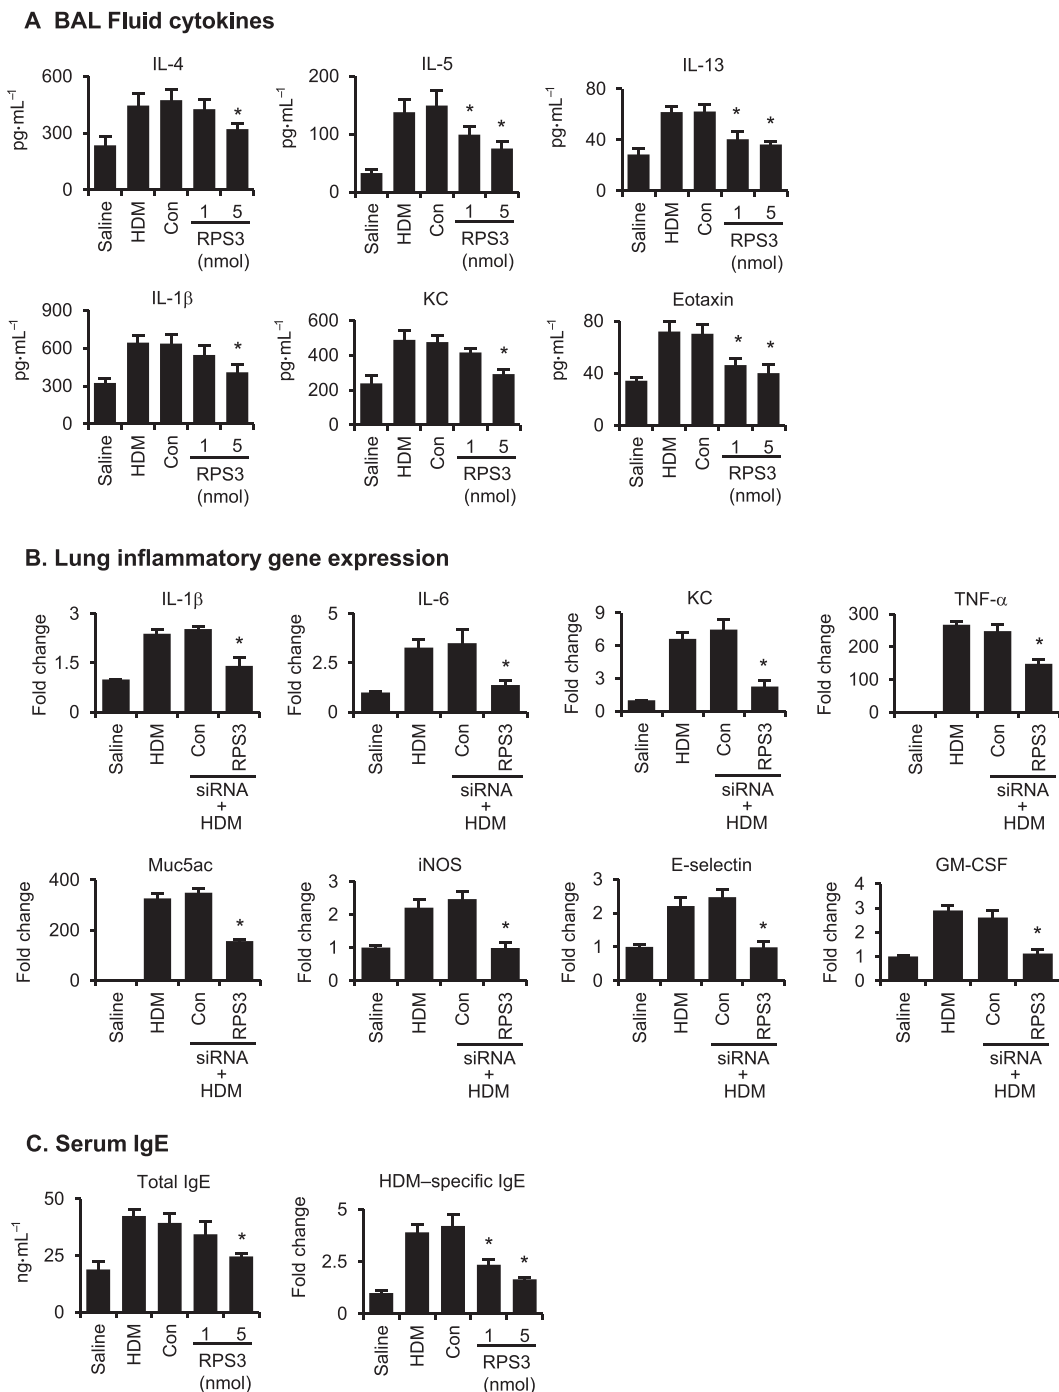 A BAL Fluid cytokines
IL-4
600
300
0
pg·mL⁻¹
Saline
HDM
Con
1
5
RPS3
(nmol)
IL-5
200
100
0
pg·mL⁻¹
Saline
HDM
Con
1
5
RPS3
(nmol)
IL-13
80
40
0
pg·mL⁻¹
Saline
HDM
Con
1
5
RPS3
(nmol)
IL-1β
900
600
300
0
pg·mL⁻¹
Saline
HDM
Con
1
5
RPS3
(nmol)
KC
600
400
200
0
pg·mL⁻¹
Saline
HDM
Con
1
5
RPS3
(nmol)
Eotaxin
80
40
0
pg·mL⁻¹
Saline
HDM
Con
1
5
RPS3
(nmol)
B. Lung inflammatory gene expression
IL-1β
3
1.5
0
Fold change
Saline
HDM
Con
RPS3
siRNA
+
HDM
IL-6
5
2.5
0
Fold change
Saline
HDM
Con
RPS3
siRNA
+
HDM
KC
9
6
3
0
Fold change
Saline
HDM
Con
RPS3
siRNA
+
HDM
TNF-α
300
200
100
0
Fold change
Saline
HDM
Con
RPS3
siRNA
+
HDM
Muc5ac
400
200
0
Fold change
Saline
HDM
Con
RPS3
siRNA
+
HDM
iNOS
3
2
1
0
Fold change
Saline
HDM
Con
RPS3
siRNA
+
HDM
E-selectin
3
2
1
0
Fold change
Saline
HDM
Con
RPS3
siRNA
+
HDM
GM-CSF
4
3
2
1
0
Fold change
Saline
HDM
Con
RPS3
siRNA
+
HDM
C. Serum IgE
Total IgE
50
25
0
ng·mL⁻¹
Saline
HDM
Con
1
5
RPS3
(nmol)
HDM–specific IgE
5
2.5
0
Fold change
Saline
HDM
Con
1
5
RPS3
(nmol)